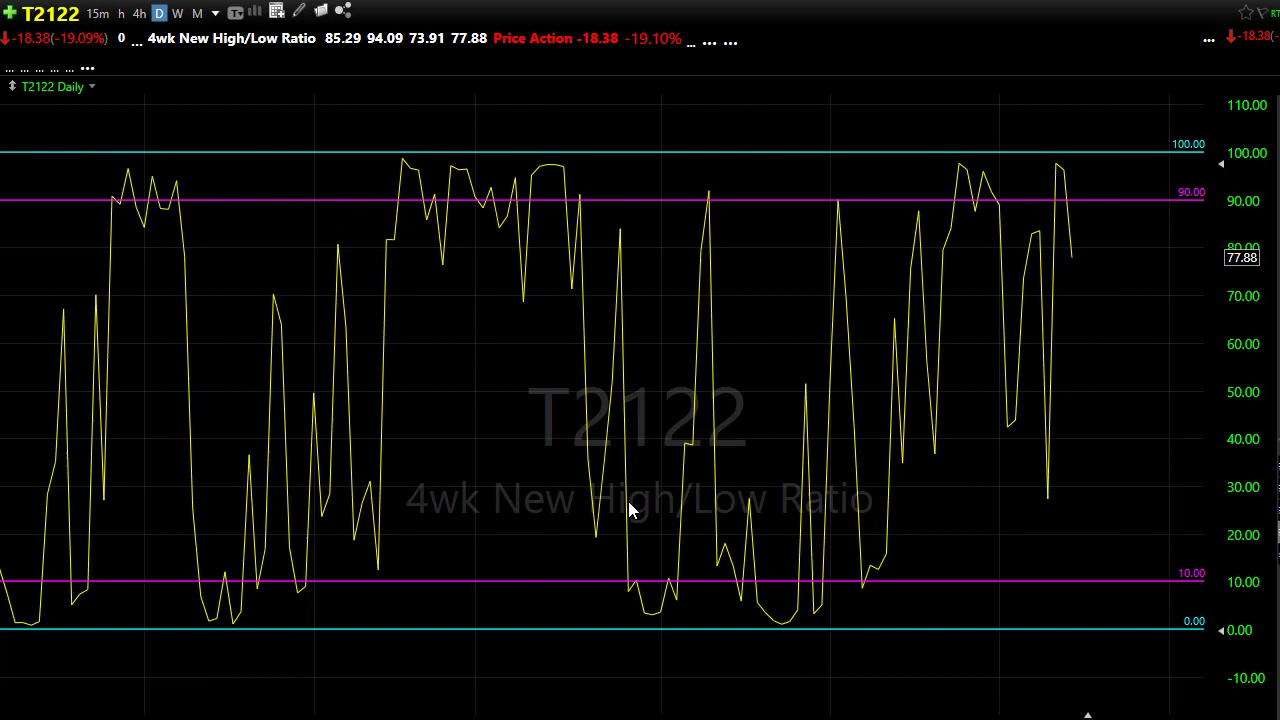 T2122 15m h 4h D W M T RT
-18.38(-19.09%) 0 ... 4wk New High/Low Ratio 85.29 94.09 73.91 77.88 Price Action -18.38 -19.10% ... ... ... ... -18.38(-
... ... ... ... ... ...
T2122 Daily
110.00
100.00 100.00
90.00 90.00
80.00
77.88
70.00
60.00
50.00
T2122
40.00
4wk New High/Low Ratio
30.00
20.00
10.00 10.00
0.00 0.00
-10.00